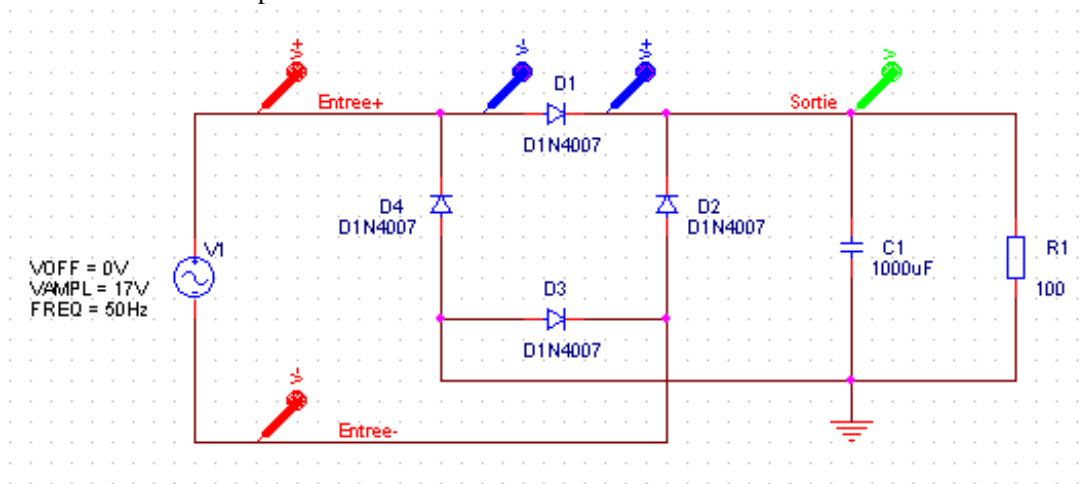 V+
Entree+
V-
V+
V
D1
D1N4007
Sortie
D4
D1N4007
D2
D1N4007
V1
VOFF = 0V
VAMPL = 17V
FREQ = 50Hz
C1
1000uF
R1
100
D3
D1N4007
V-
Entree-